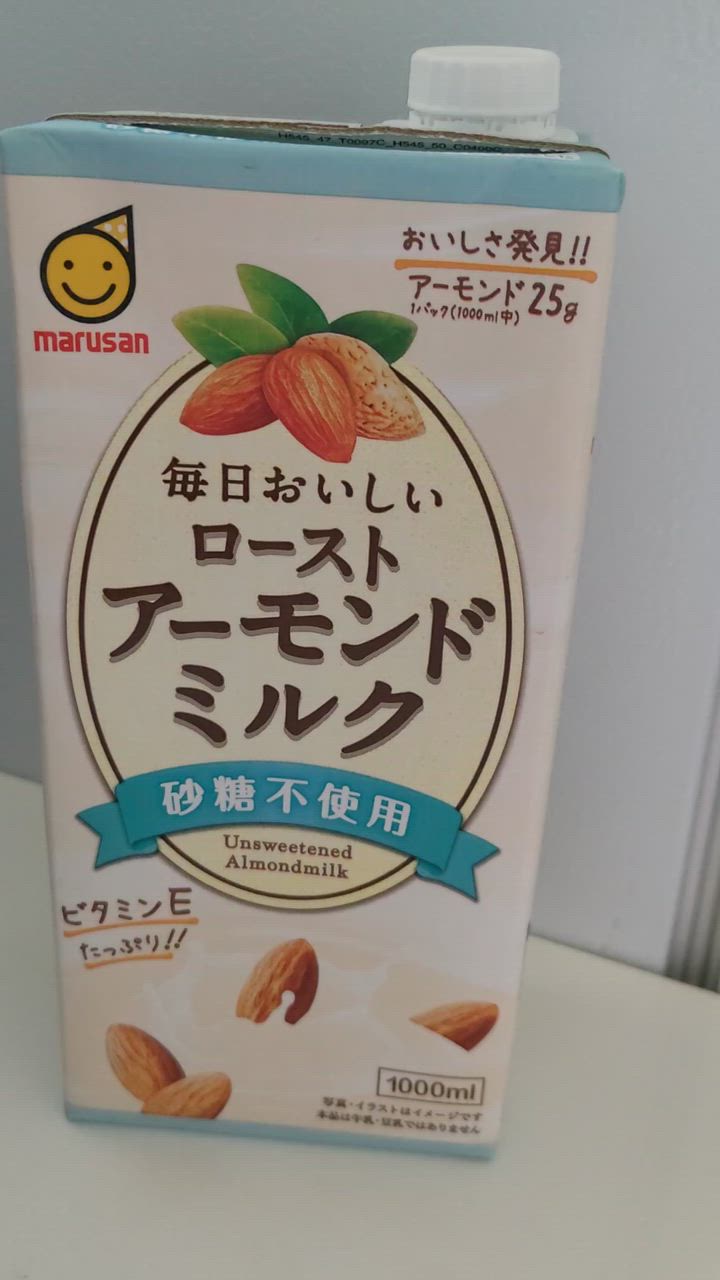 marusan
おいしさ発見!!
アーモンド25g
1パック(1000ml中)
毎日おいしい
ロースト
アーモンド
ミルク
砂糖不使用
Unsweetened
Almondmilk
ビタミンE
たっぷり!!
1000ml
写真・イラストはイメージです
本品は牛乳・豆乳ではありません